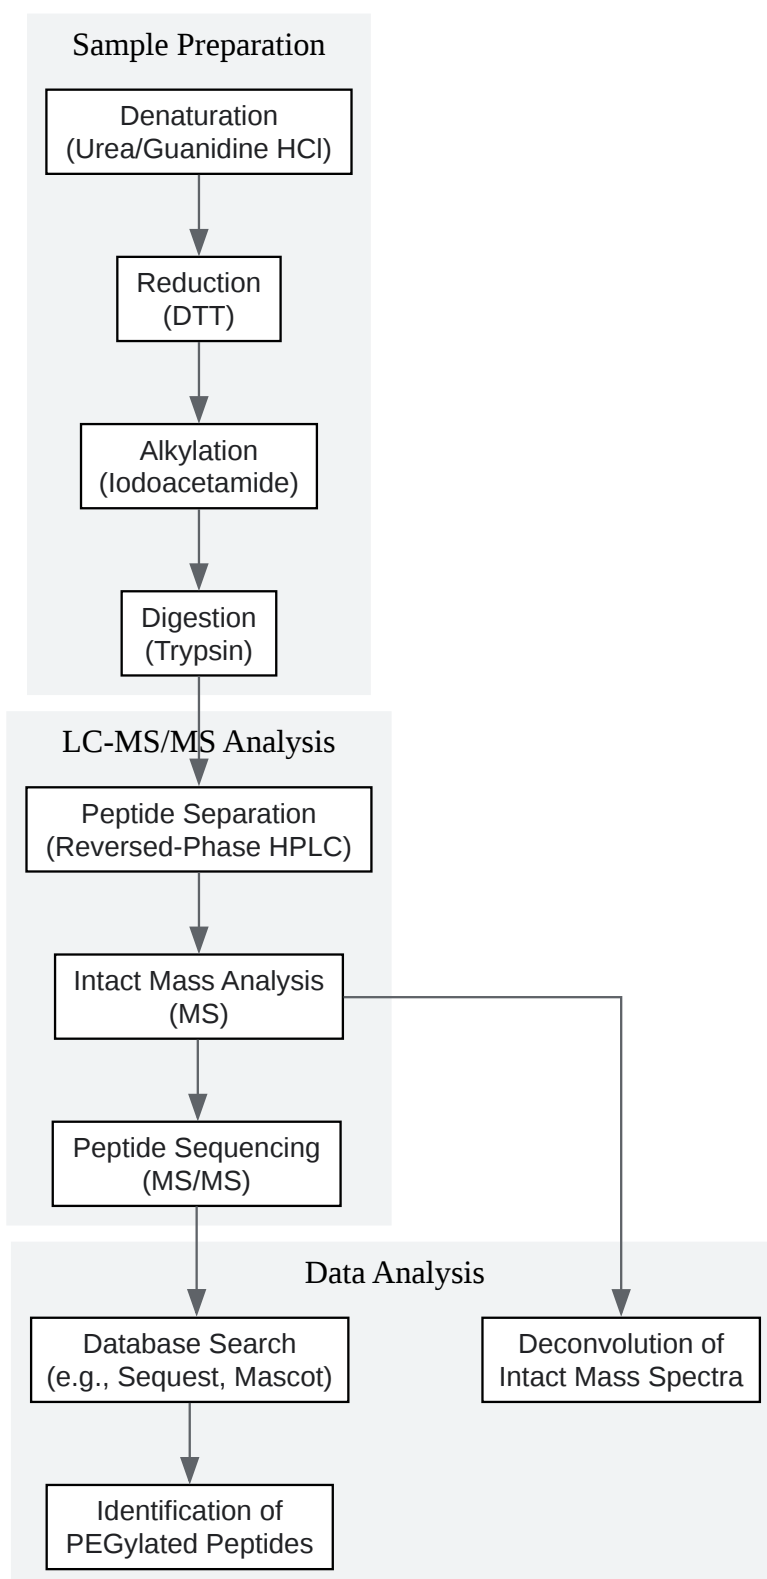 Sample Preparation
Denaturation
(Urea/Guanidine HCl)
Reduction
(DTT)
Alkylation
(Iodoacetamide)
Digestion
(Trypsin)
LC-MS/MS Analysis
Peptide Separation
(Reversed-Phase HPLC)
Intact Mass Analysis
(MS)
Peptide Sequencing
(MS/MS)
Data Analysis
Database Search
(e.g., Sequest, Mascot)
Deconvolution of
Intact Mass Spectra
Identification of
PEGylated Peptides